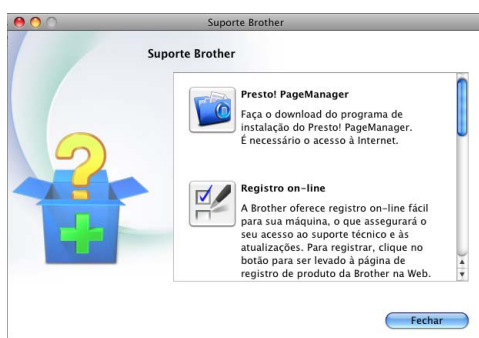 Suporte Brother
Suporte Brother
Presto! PageManager
Faça o download do programa de
instalação do Presto! PageManager.
É necessário o acesso à Internet.
Registro on-line
A Brother oferece registro on-line fácil
para sua máquina, o que assegurará o
seu acesso ao suporte técnico e às
atualizações. Para registrar, clique no
botão para ser levado à página de
registro de produto da Brother na Web.
Fechar